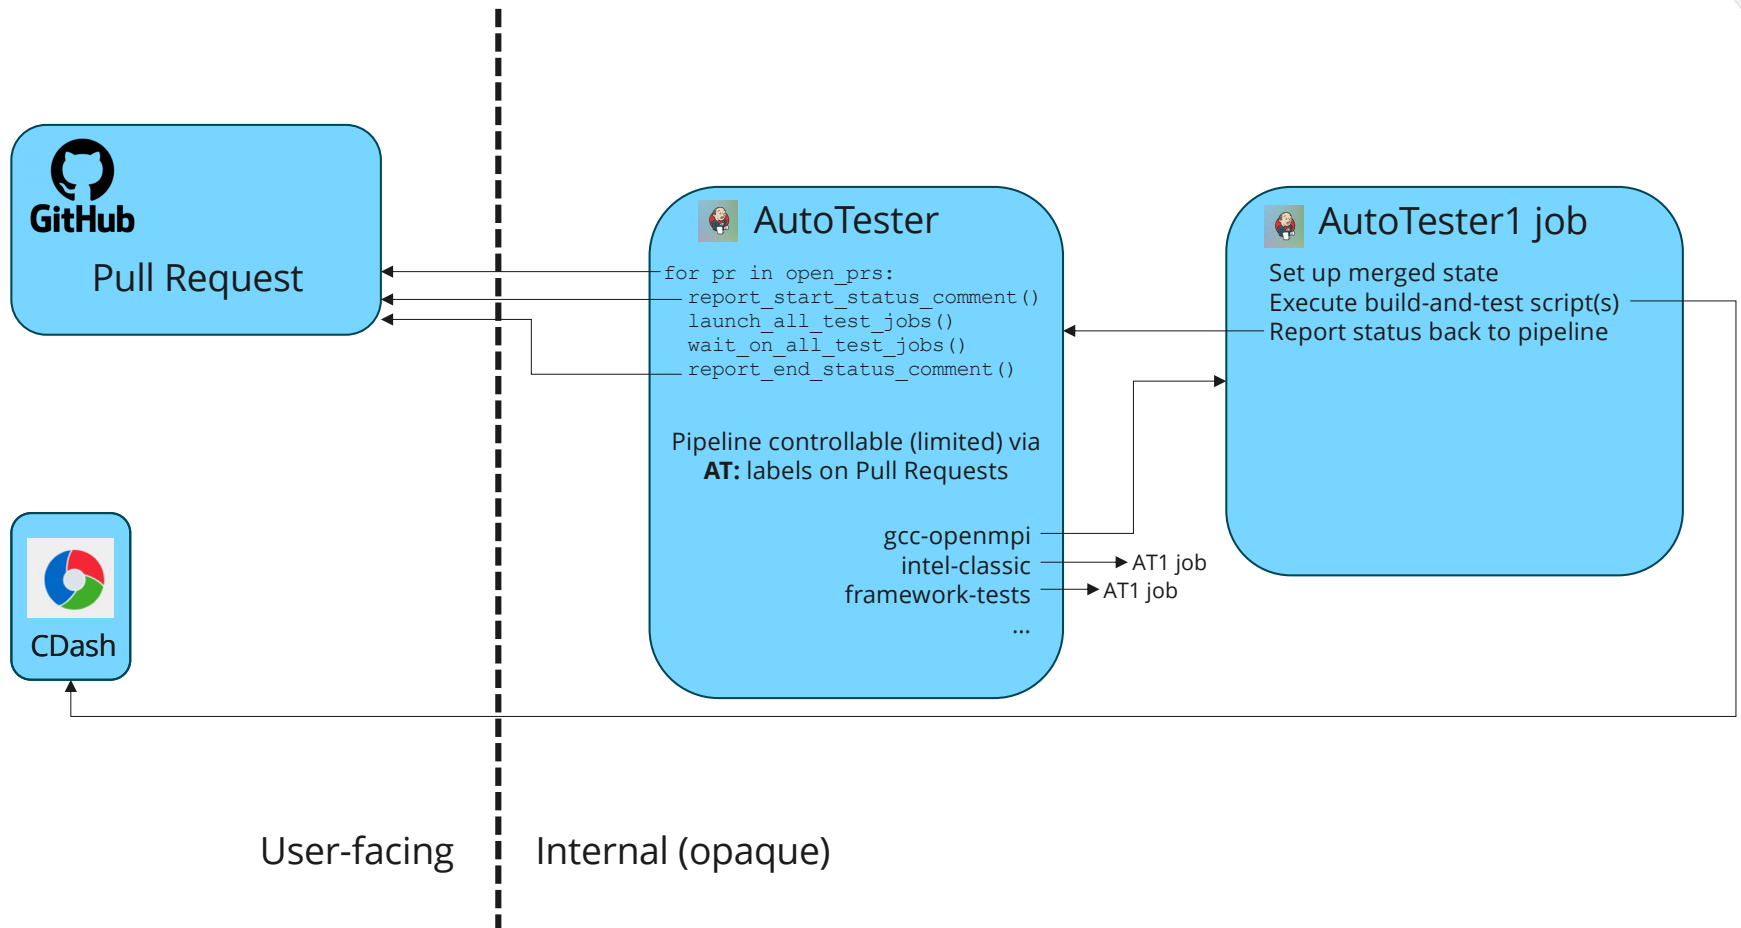 GitHub
Pull Request
CDash
User-facing
Internal (opaque)
AutoTester
for pr in open_prs:
report_start_status_comment()
launch_all_test_jobs()
wait_on_all_test_jobs()
report_end_status_comment()
Pipeline controllable (limited) via
AT: labels on Pull Requests
gcc-openmpi
intel-classic
framework-tests
...
AT1 job
AT1 job
AutoTester1 job
Set up merged state
Execute build-and-test script(s)
Report status back to pipeline